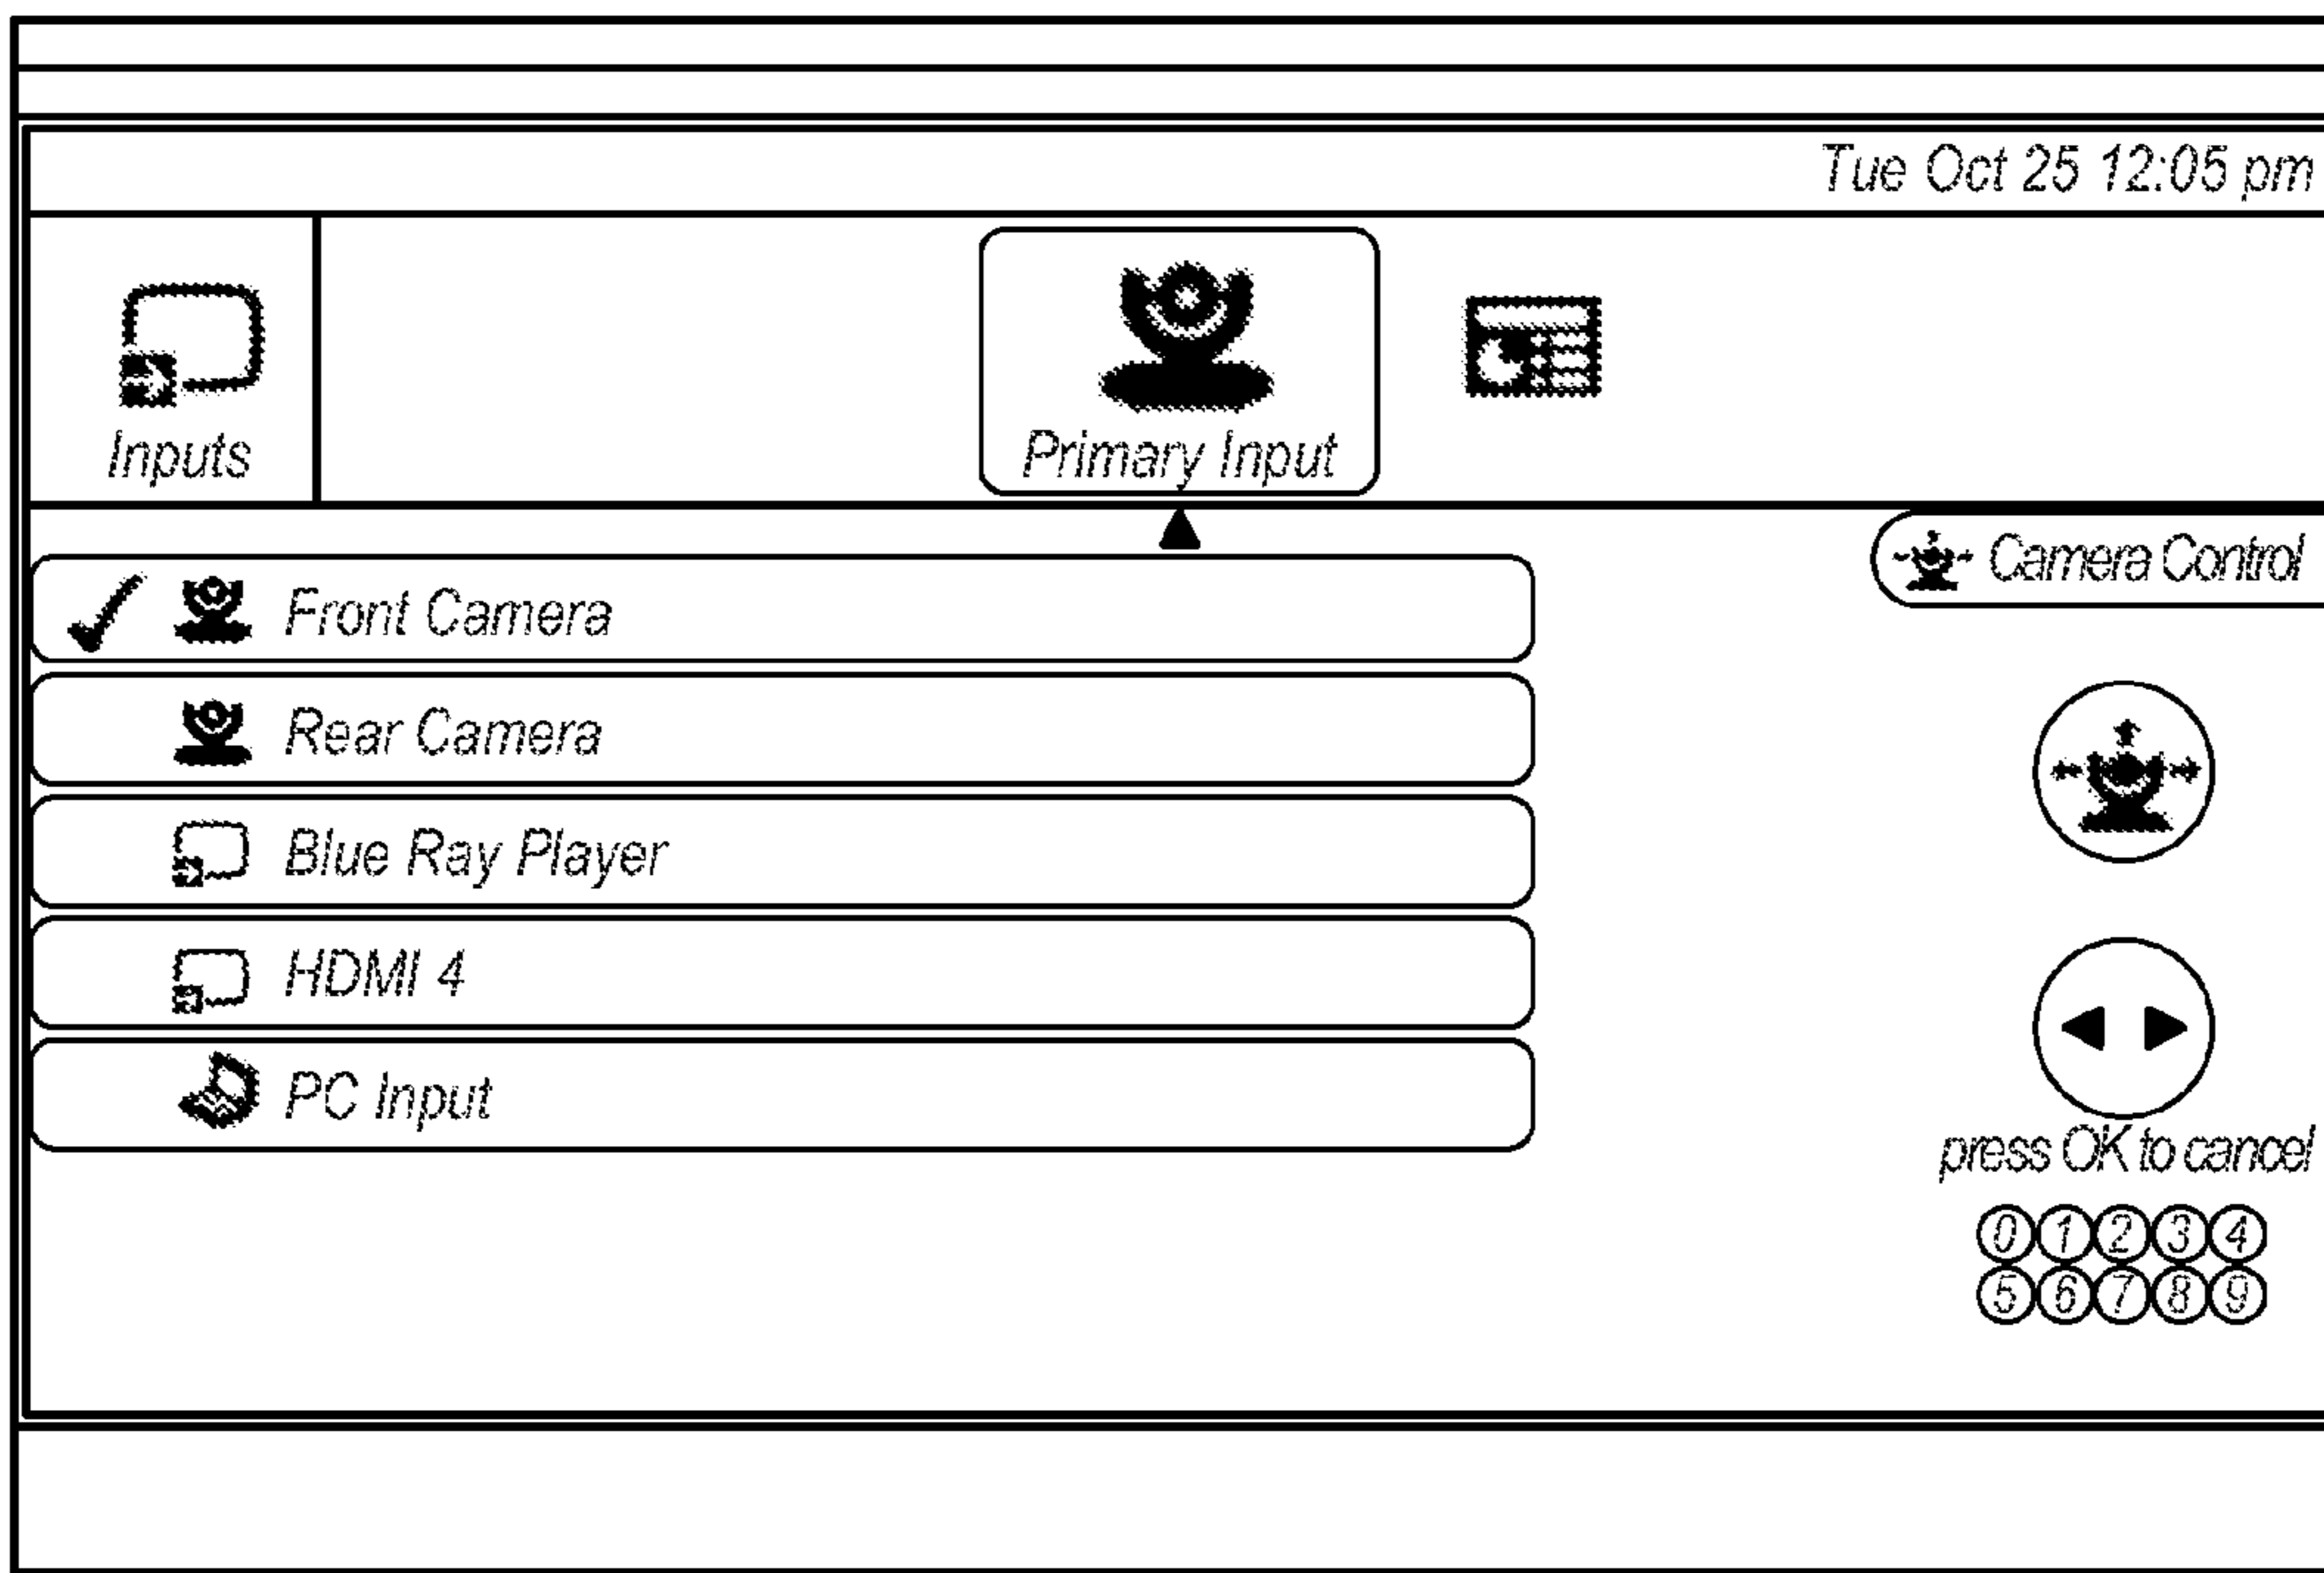 Tue Oct 25 12:05 pm
Inputs
Primary Input
Camera Control
Front Camera
Rear Camera
Blue Ray Player
HDMI 4
PC Input
press OK to cancel
0 1 2 3 4
5 6 7 8 9